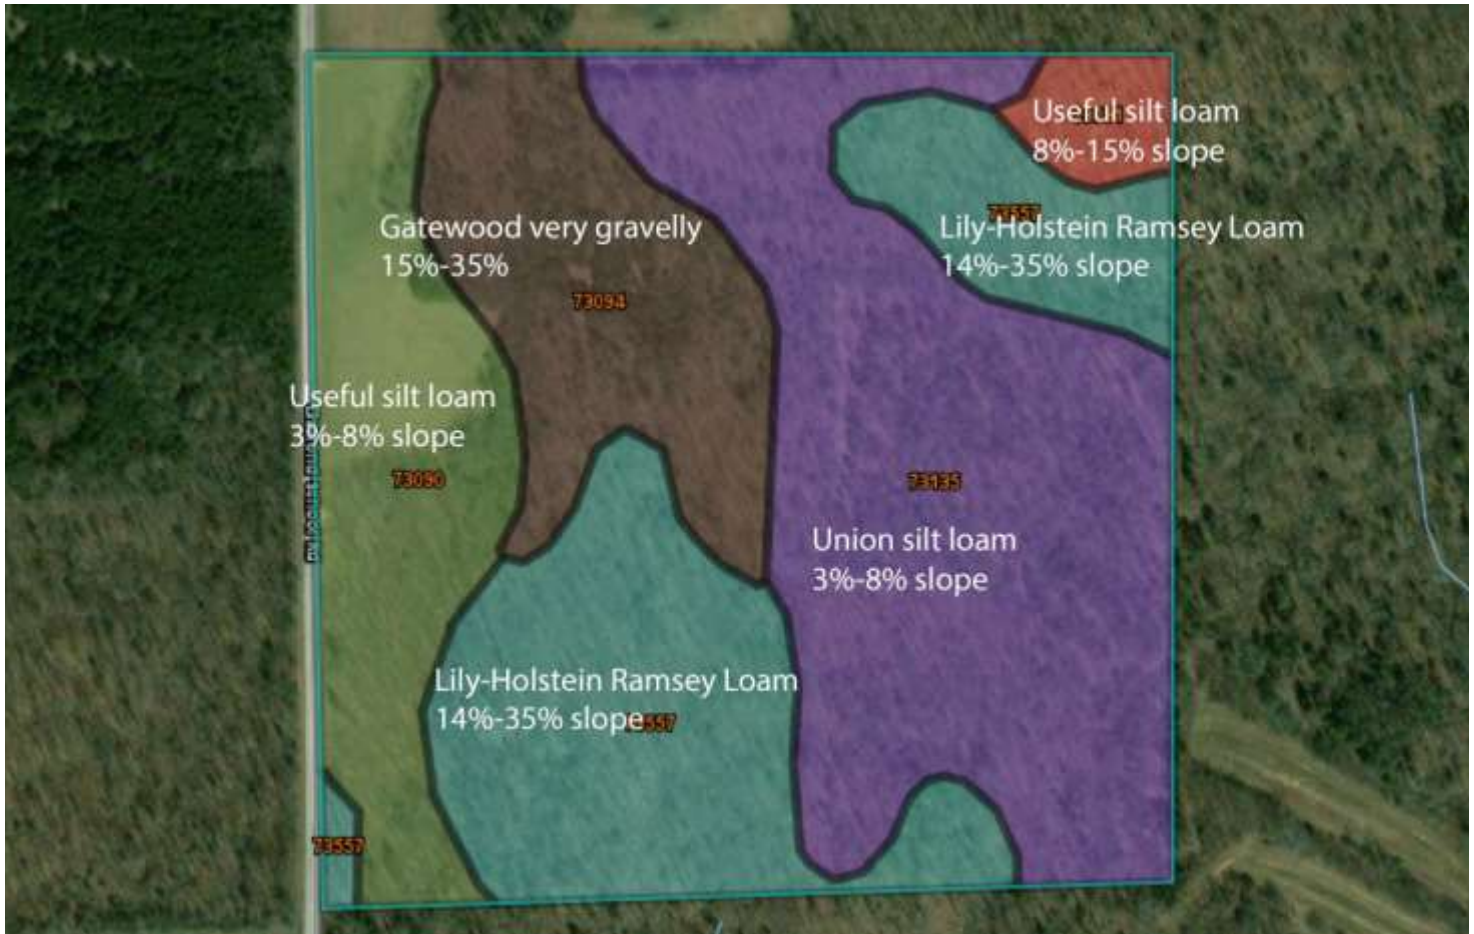 Useful silt loam
8%-15% slope
73557
Lily-Holstein Ramsey Loam
14%-35% slope
Gatewood very gravelly
15%-35%
73094
Useful silt loam
3%-8% slope
73090
73135
Union silt loam
3%-8% slope
Lily-Holstein Ramsey Loam
14%-35% slope
73557